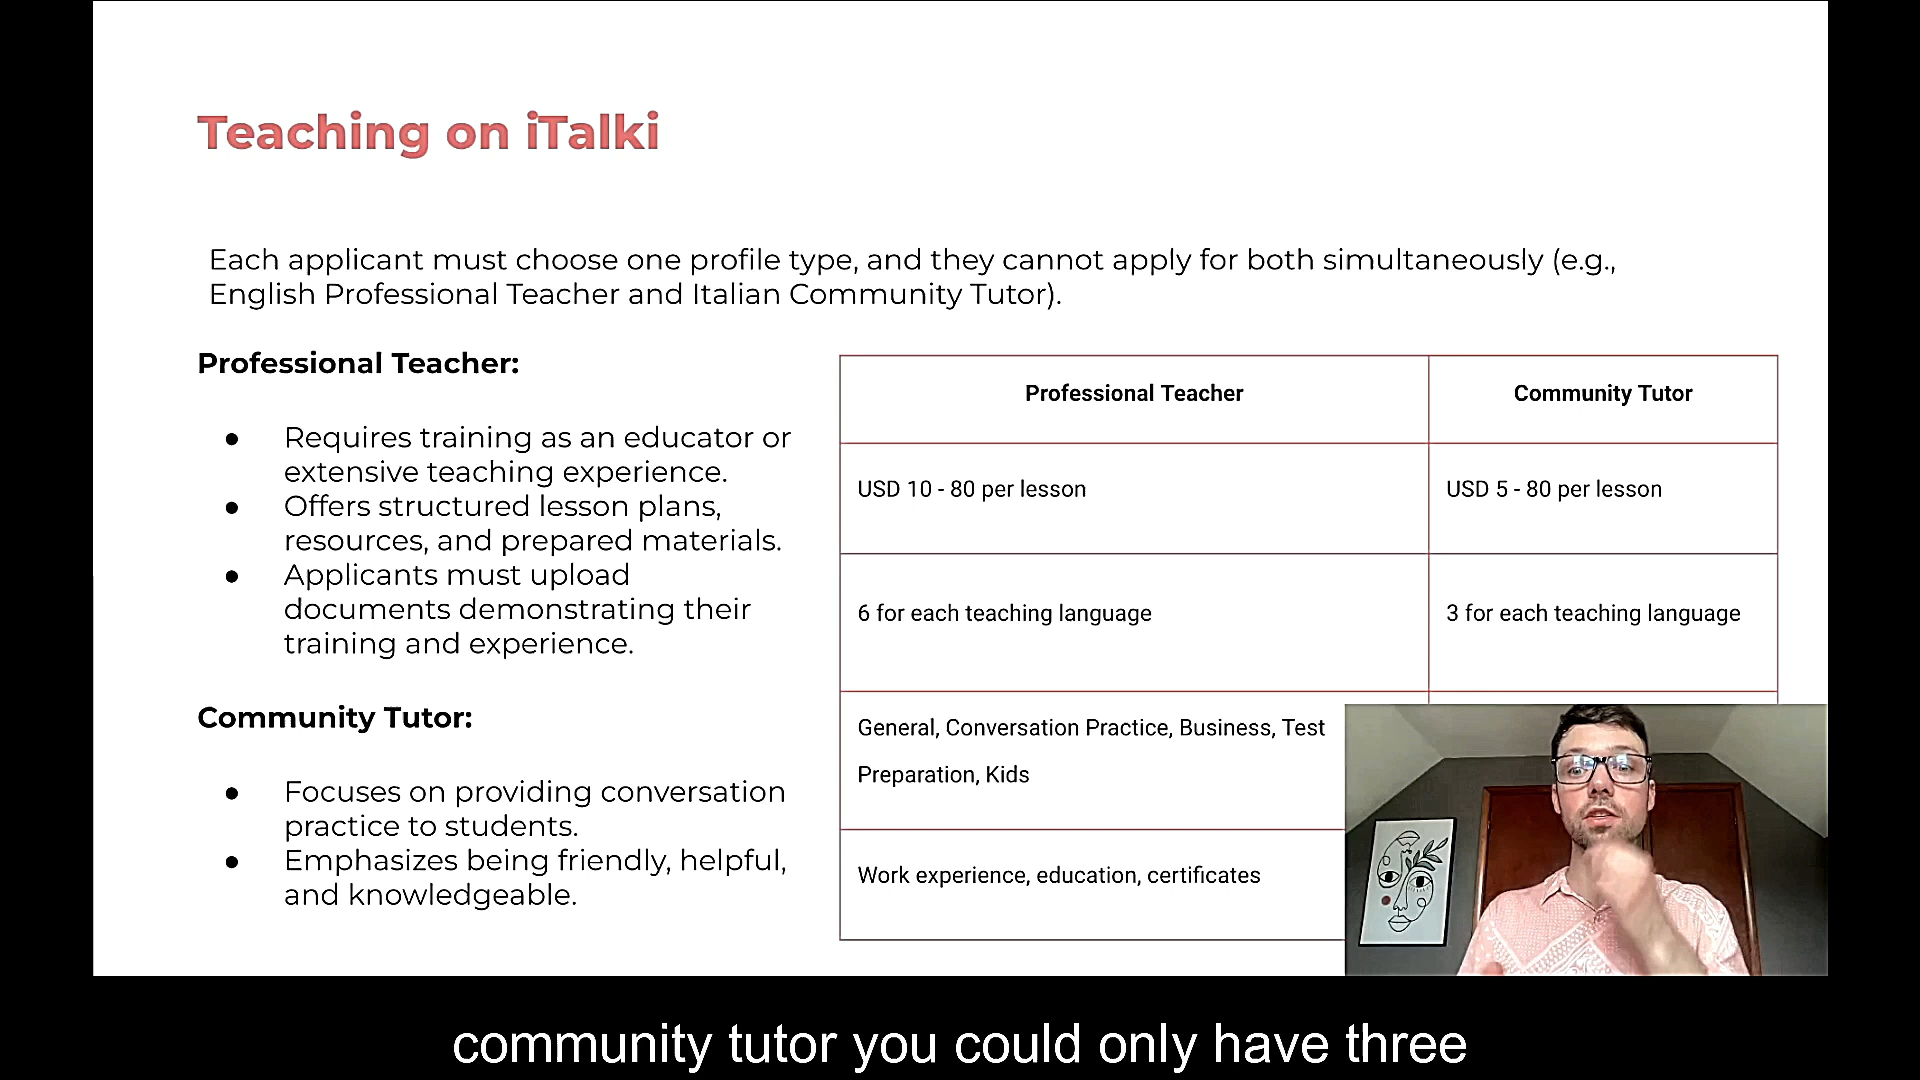 Teaching on iTalki
Each applicant must choose one profile type, and they cannot apply for both simultaneously (e.g.,
English Professional Teacher and Italian Community Tutor).
Professional Teacher:
● Requires training as an educator or
extensive teaching experience.
● Offers structured lesson plans,
resources, and prepared materials.
● Applicants must upload
documents demonstrating their
training and experience.
Community Tutor:
● Focuses on providing conversation
practice to students.
● Emphasizes being friendly, helpful,
and knowledgeable.
Professional Teacher Community Tutor
USD 10 - 80 per lesson USD 5 - 80 per lesson
6 for each teaching language 3 for each teaching language
General, Conversation Practice, Business, Test
Preparation, Kids
Work experience, education, certificates
community tutor you could only have three